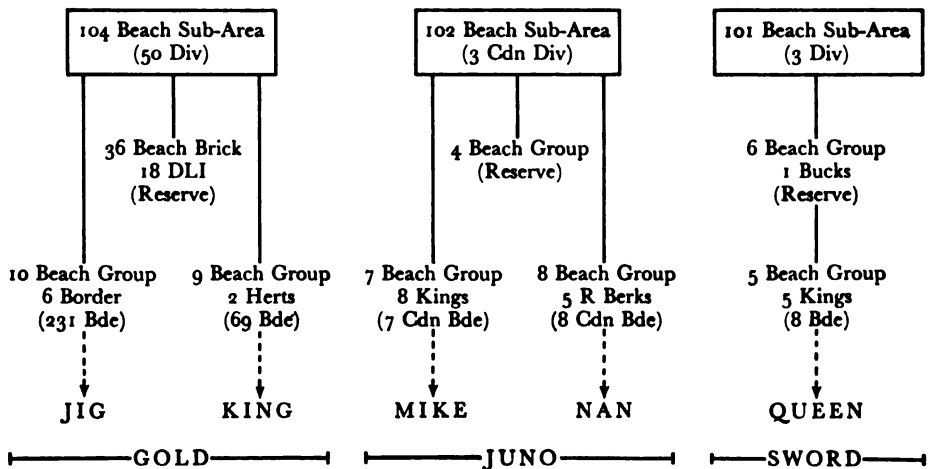 104 Beach Sub-Area
(50 Div)
102 Beach Sub-Area
(3 Cdn Div)
101 Beach Sub-Area
(3 Div)
36 Beach Brick
18 DLI
(Reserve)
4 Beach Group
(Reserve)
6 Beach Group
1 Bucks
(Reserve)
10 Beach Group
6 Border
(231 Bde)
9 Beach Group
2 Herts
(69 Bde)
7 Beach Group
8 Kings
(7 Cdn Bde)
8 Beach Group
5 R Berks
(8 Cdn Bde)
5 Beach Group
5 Kings
(8 Bde)
JIG
KING
MIKE
NAN
QUEEN
GOLD
JUNO
SWORD